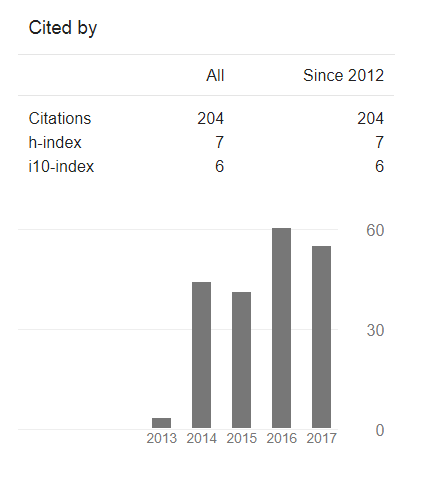 Cited by
All Since 2012
Citations 204 204
h-index 7 7
i10-index 6 6
60
30
0
2013 2014 2015 2016 2017